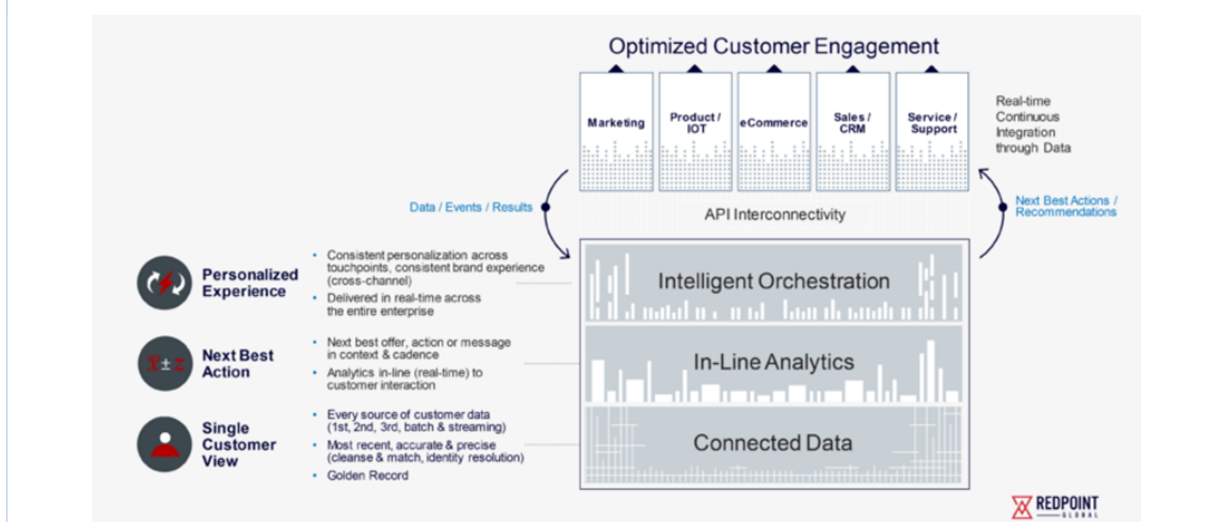 Optimized Customer Engagement
Marketing
Product /
IOT
eCommerce
Sales /
CRM
Service /
Support
Real-time
Continuous
Integration
through Data
Data / Events / Results
API Interconnectivity
Next Best Actions /
Recommendations
Personalized
Experience
• Consistent personalization across
touchpoints, consistent brand experience
(cross-channel)
• Delivered in real-time across
the entire enterprise
Intelligent Orchestration
x̄ ± z
Next Best
Action
• Next best offer, action or message
in context & cadence
• Analytics in-line (real-time) to
customer interaction
In-Line Analytics
Single
Customer
View
• Every source of customer data
(1st, 2nd, 3rd, batch & streaming)
• Most recent, accurate & precise
(cleanse & match, identity resolution)
• Golden Record
Connected Data
REDPOINT
GLOBAL